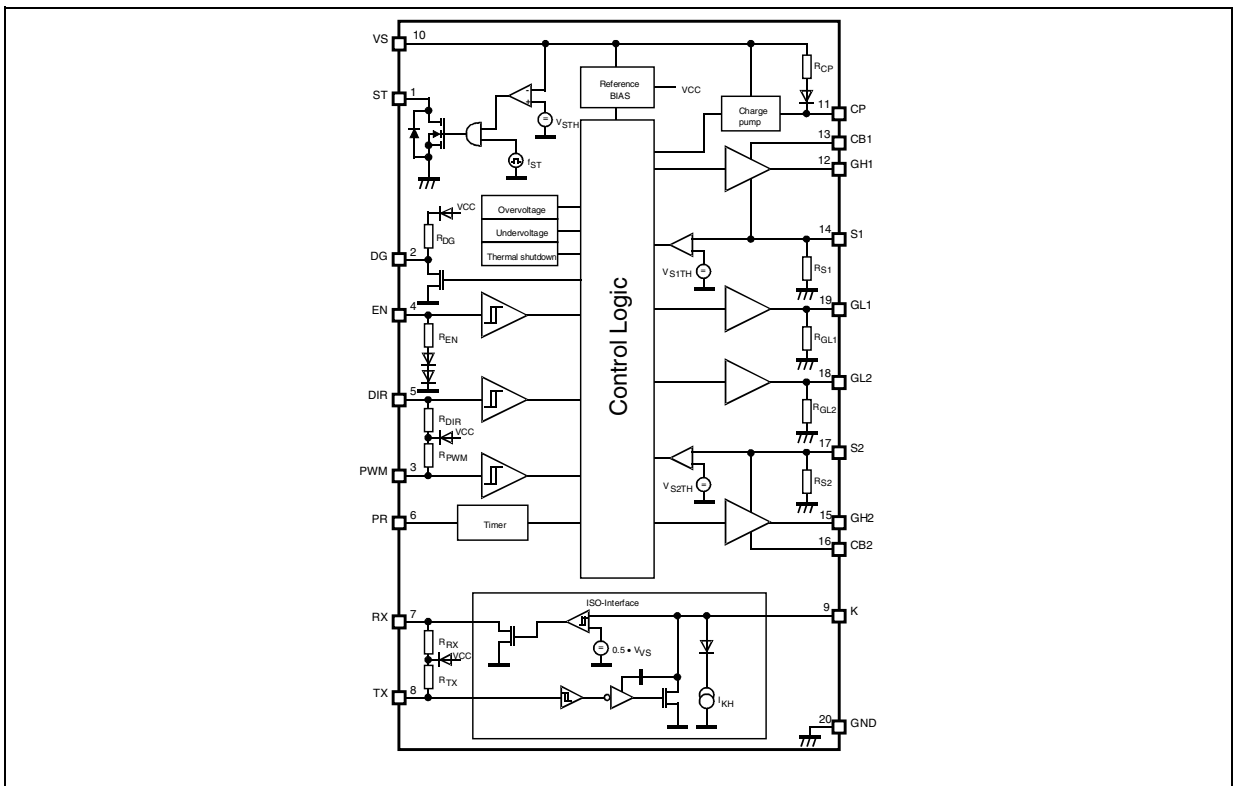 VS 10
ST 1
Reference
BIAS
VCC
VSTH
fST
RCP
Charge
pump
11 CP
13 CB1
12 GH1
VCC
RDG
DG 2
Overvoltage
Undervoltage
Thermal shutdown
Control Logic
14 S1
VS1TH
RS1
EN 4
REN
19 GL1
RGL1
DIR 5
RDIR
VCC
RPWM
PWM 3
18 GL2
RGL2
17 S2
VS2TH
RS2
PR 6
Timer
15 GH2
16 CB2
ISO-Interface
RX 7
RRX
VCC
RTX
TX 8
0.5 • VVS
IKH
9 K
20 GND